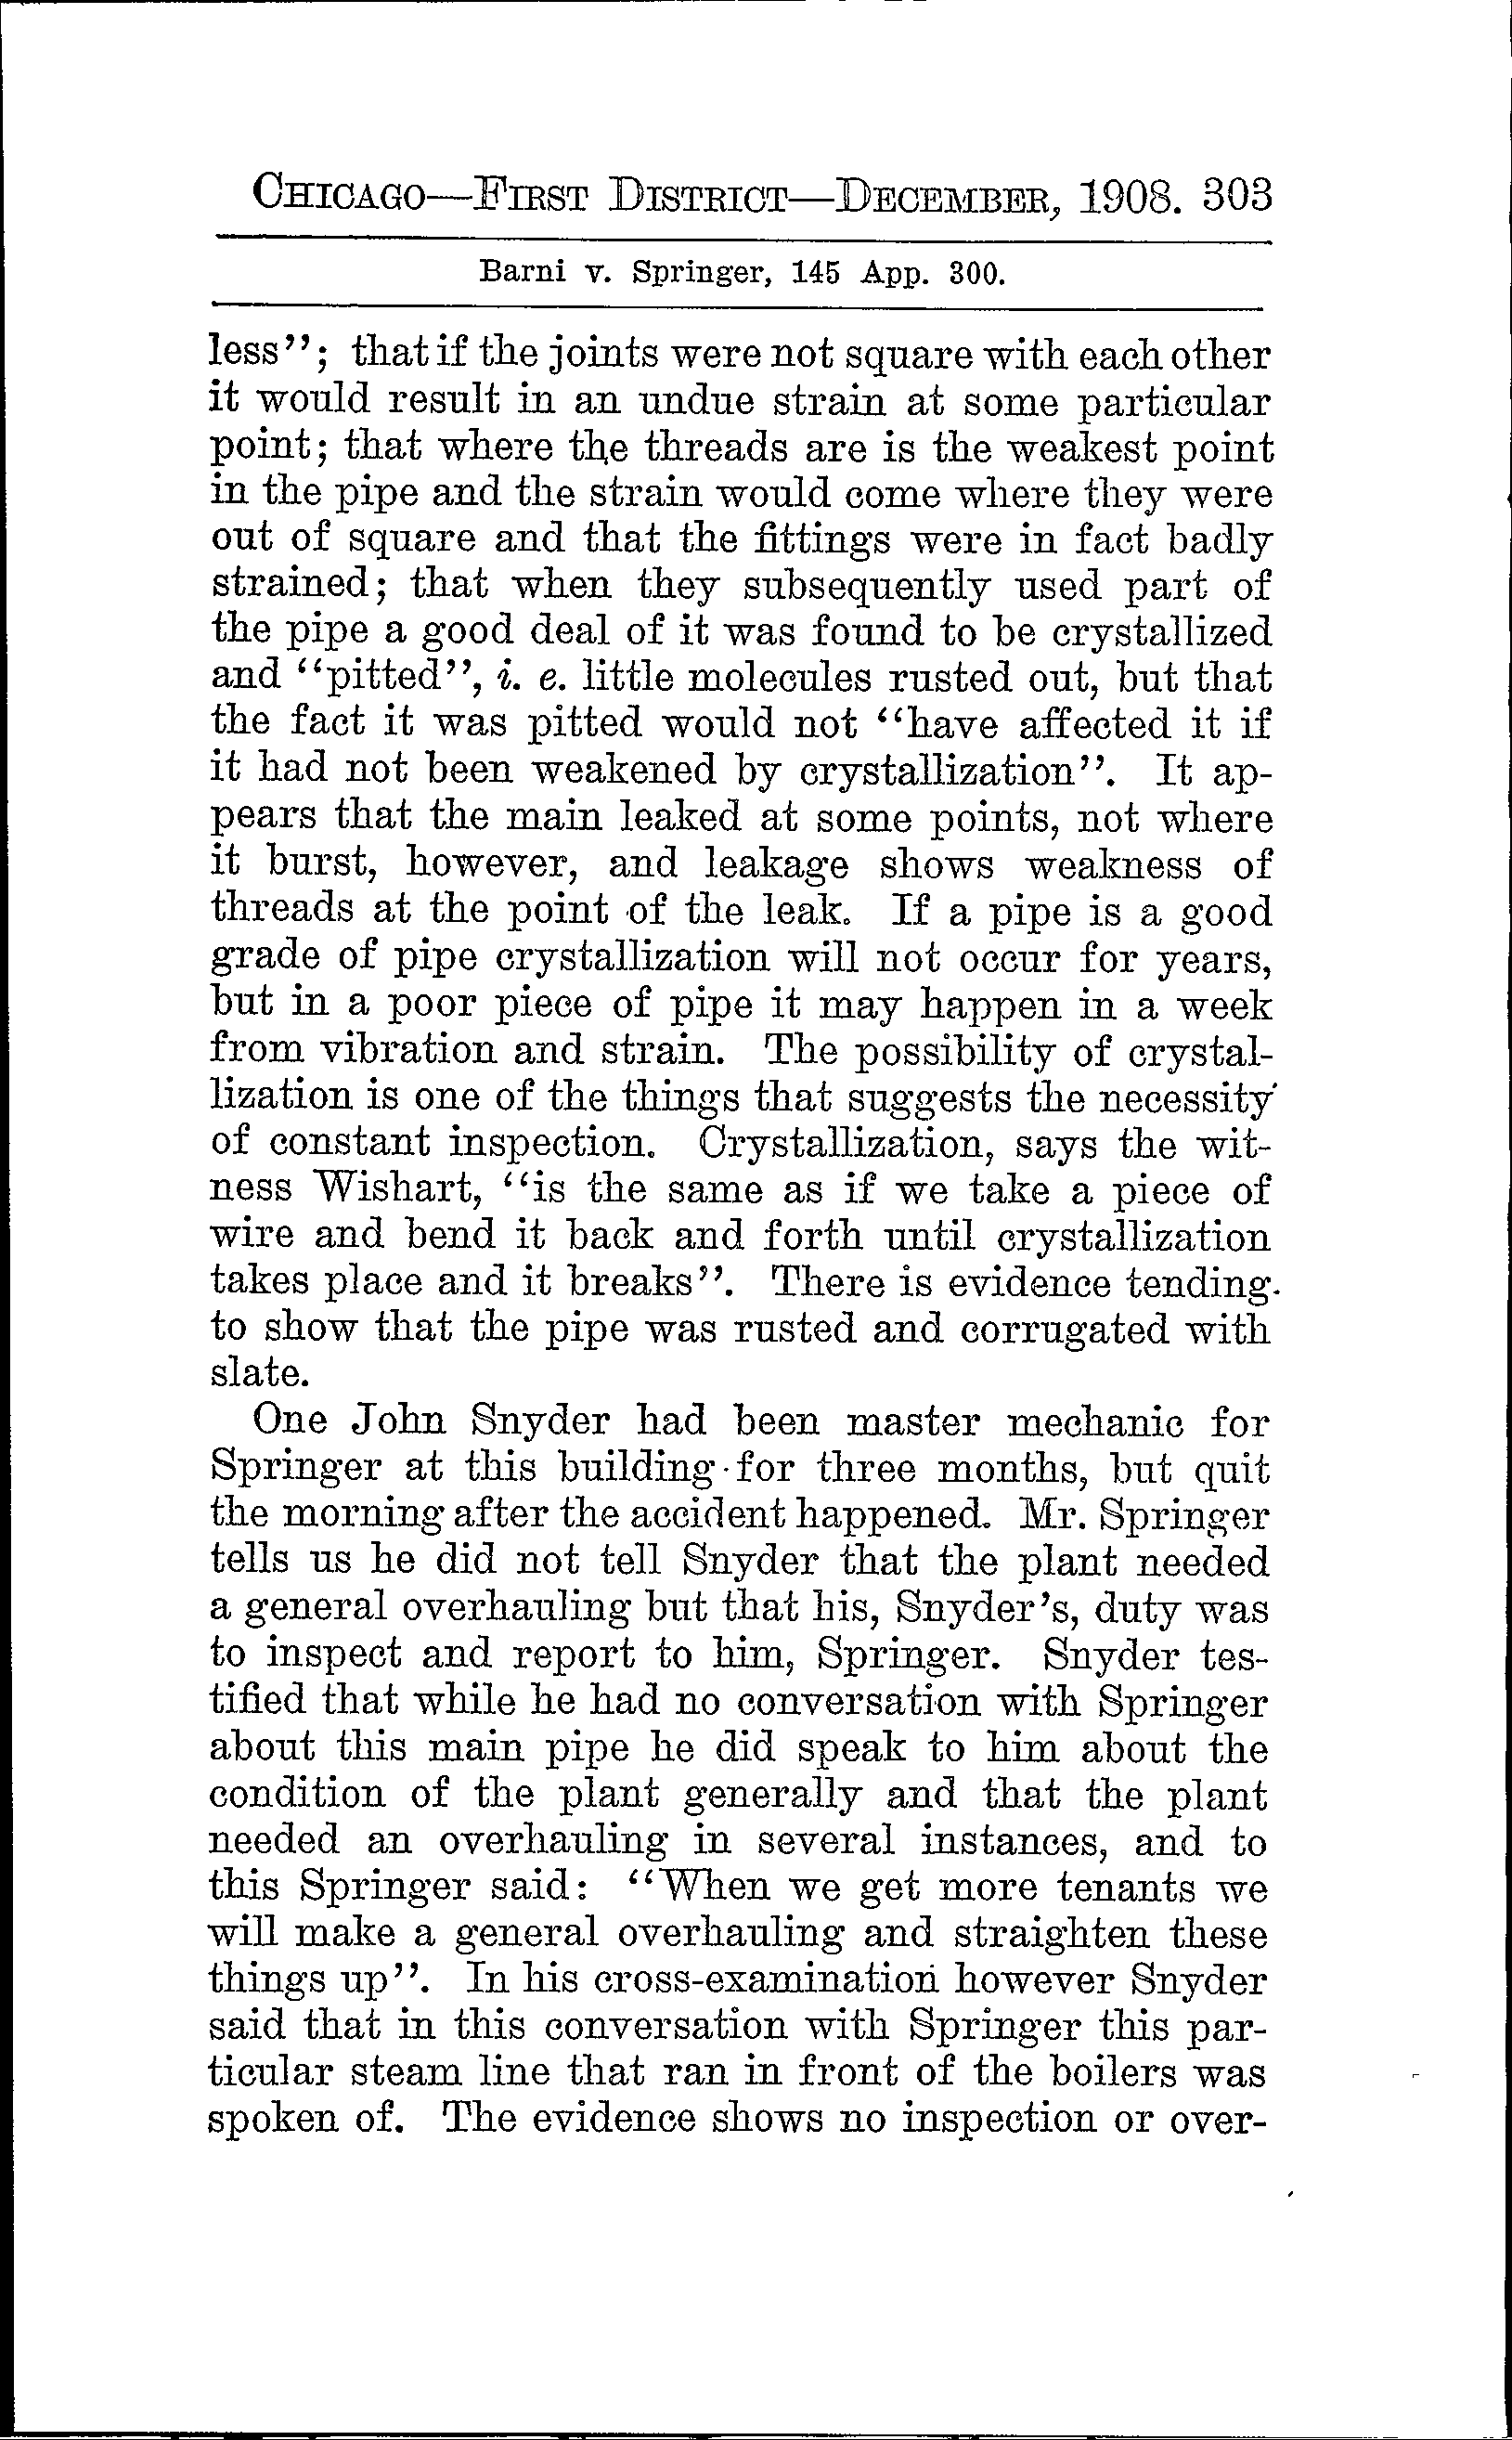 CHICAGO—FIRST DISTRICT—DECEMBER, 1908. 303
Barni v. Springer, 145 App. 300.
less''; that if the joints were not square with each other
it would result in an undue strain at some particular
point; that where the threads are is the weakest point
in the pipe and the strain would come where they were
out of square and that the fittings were in fact badly
strained; that when they subsequently used part of
the pipe a good deal of it was found to be crystallized
and ''pitted'', i. e. little molecules rusted out, but that
the fact it was pitted would not ''have affected it if
it had not been weakened by crystallization''. It ap-
pears that the main leaked at some points, not where
it burst, however, and leakage shows weakness of
threads at the point of the leak. If a pipe is a good
grade of pipe crystallization will not occur for years,
but in a poor piece of pipe it may happen in a week
from vibration and strain. The possibility of crystal-
lization is one of the things that suggests the necessity
of constant inspection. Crystallization, says the wit-
ness Wishart, ''is the same as if we take a piece of
wire and bend it back and forth until crystallization
takes place and it breaks''. There is evidence tending
to show that the pipe was rusted and corrugated with
slate.
One John Snyder had been master mechanic for
Springer at this building for three months, but quit
the morning after the accident happened. Mr. Springer
tells us he did not tell Snyder that the plant needed
a general overhauling but that his, Snyder's, duty was
to inspect and report to him, Springer. Snyder tes-
tified that while he had no conversation with Springer
about this main pipe he did speak to him about the
condition of the plant generally and that the plant
needed an overhauling in several instances, and to
this Springer said: ''When we get more tenants we
will make a general overhauling and straighten these
things up''. In his cross-examination however Snyder
said that in this conversation with Springer this par-
ticular steam line that ran in front of the boilers was
spoken of. The evidence shows no inspection or over-